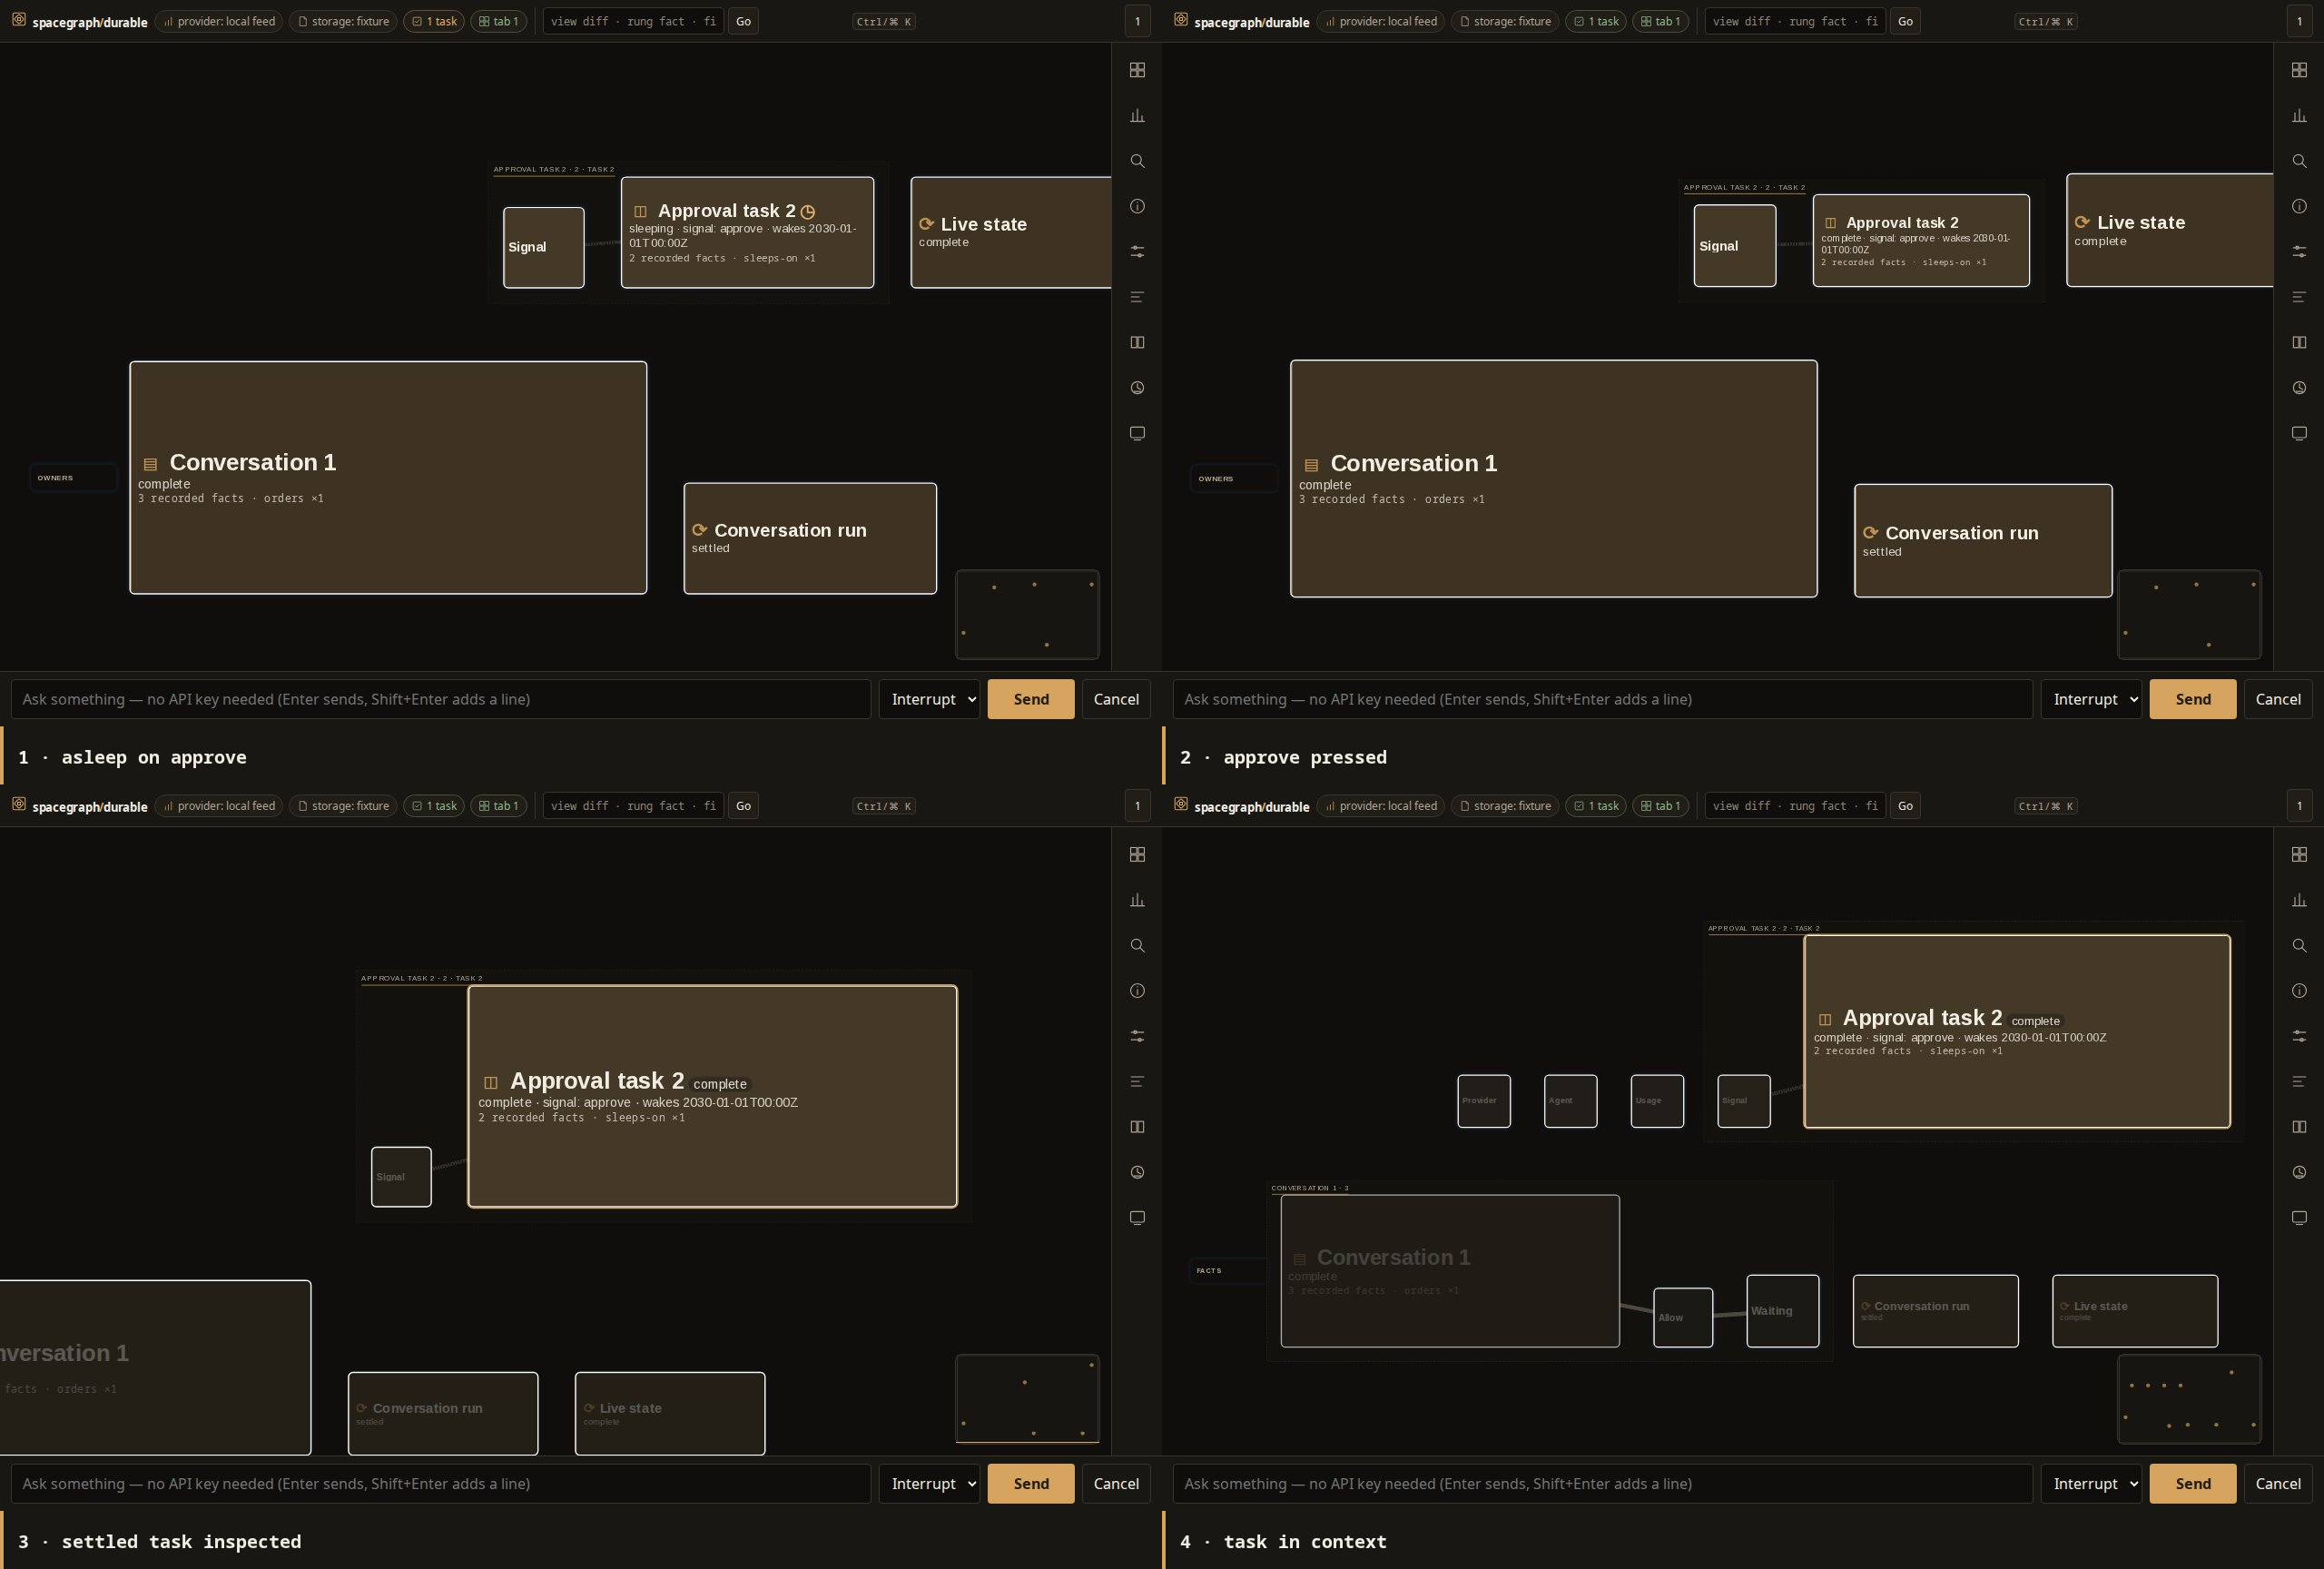 spacegraph/durable provider: local feed storage: fixture 1 task tab 1 view diff · rung fact · fi Go Ctrl/⌘ K 1
APPROVAL TASK 2 · 2 · TASK 2
Signal
Approval task 2
sleeping · signal: approve · wakes 2030-01-
01T00:00Z
2 recorded facts · sleeps-on ×1
Live state
complete
OWNERS
Conversation 1
complete
3 recorded facts · orders ×1
Conversation run
settled
Ask something — no API key needed (Enter sends, Shift+Enter adds a line) Interrupt Send Cancel
1 · asleep on approve
spacegraph/durable provider: local feed storage: fixture 1 task tab 1 view diff · rung fact · fi Go Ctrl/⌘ K 1
APPROVAL TASK 2 · 2 · TASK 2
Signal
Approval task 2
complete · signal: approve · wakes 2030-01-
01T00:00Z
2 recorded facts · sleeps-on ×1
Live state
complete
OWNERS
Conversation 1
complete
3 recorded facts · orders ×1
Conversation run
settled
Ask something — no API key needed (Enter sends, Shift+Enter adds a line) Interrupt Send Cancel
2 · approve pressed
spacegraph/durable provider: local feed storage: fixture 1 task tab 1 view diff · rung fact · fi Go Ctrl/⌘ K 1
APPROVAL TASK 2 · 2 · TASK 2
Approval task 2 complete
complete · signal: approve · wakes 2030-01-01T00:00Z
2 recorded facts · sleeps-on ×1
Signal
nversation 1
facts · orders ×1
Conversation run
settled
Live state
complete
Ask something — no API key needed (Enter sends, Shift+Enter adds a line) Interrupt Send Cancel
3 · settled task inspected
spacegraph/durable provider: local feed storage: fixture 1 task tab 1 view diff · rung fact · fi Go Ctrl/⌘ K 1
APPROVAL TASK 2 · 2 · TASK 2
Approval task 2 complete
complete · signal: approve · wakes 2030-01-01T00:00Z
2 recorded facts · sleeps-on ×1
Provider
Agent
Usage
Signal
CONVERSATION 1 · 3
FACTS
Conversation 1
complete
3 recorded facts · orders ×1
Allow
Waiting
Conversation run
settled
Live state
complete
Ask something — no API key needed (Enter sends, Shift+Enter adds a line) Interrupt Send Cancel
4 · task in context